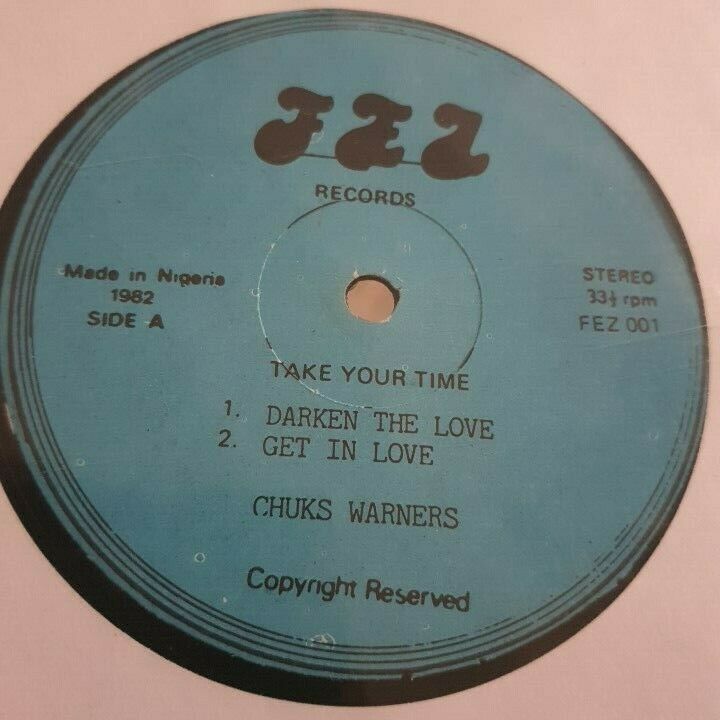 FEZ
RECORDS
Made in Nigeria
1982
SIDE A
STEREO
33⅓ rpm
FEZ 001
TAKE YOUR TIME
1. DARKEN THE LOVE
2. GET IN LOVE
CHUKS WARNERS
Copyright Reserved